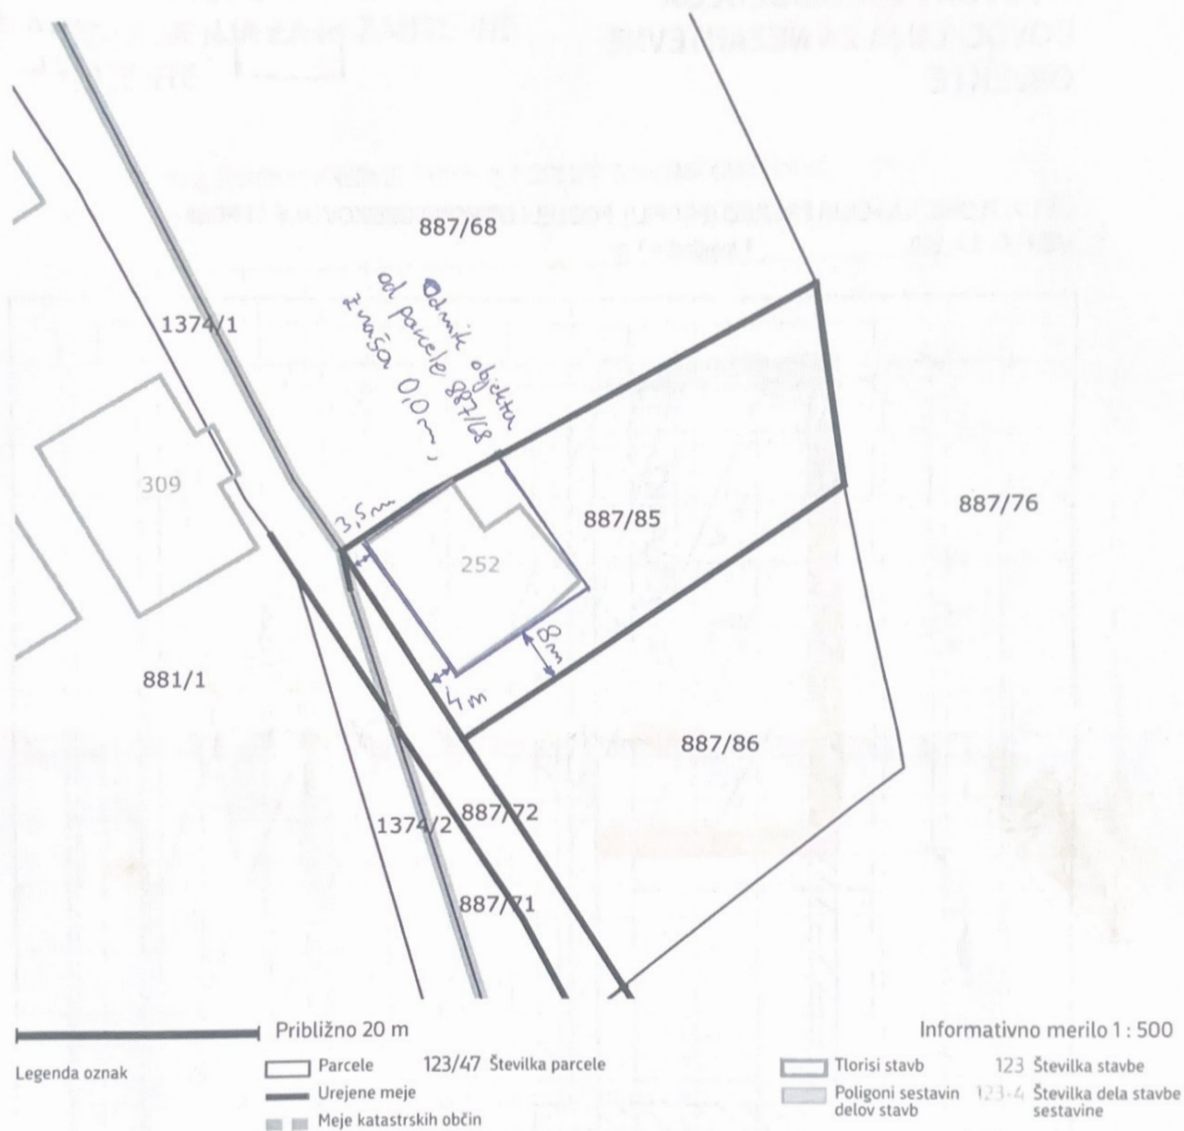 887/68
Odmik objekta
od parcele 887/68
znaša 0,0 m,
1374/1
309
3,5m
252
887/85
887/76
8m
4m
881/1
887/86
887/72
1374/2
887/71
Približno 20 m
Informativno merilo 1 : 500
Legenda oznak
Parcele
123/47 Številka parcele
Urejene meje
Meje katastrskih občin
Tlorisi stavb
123 Številka stavbe
Poligoni sestavin
delov stavb
123-4 Številka dela stavbe
sestavine